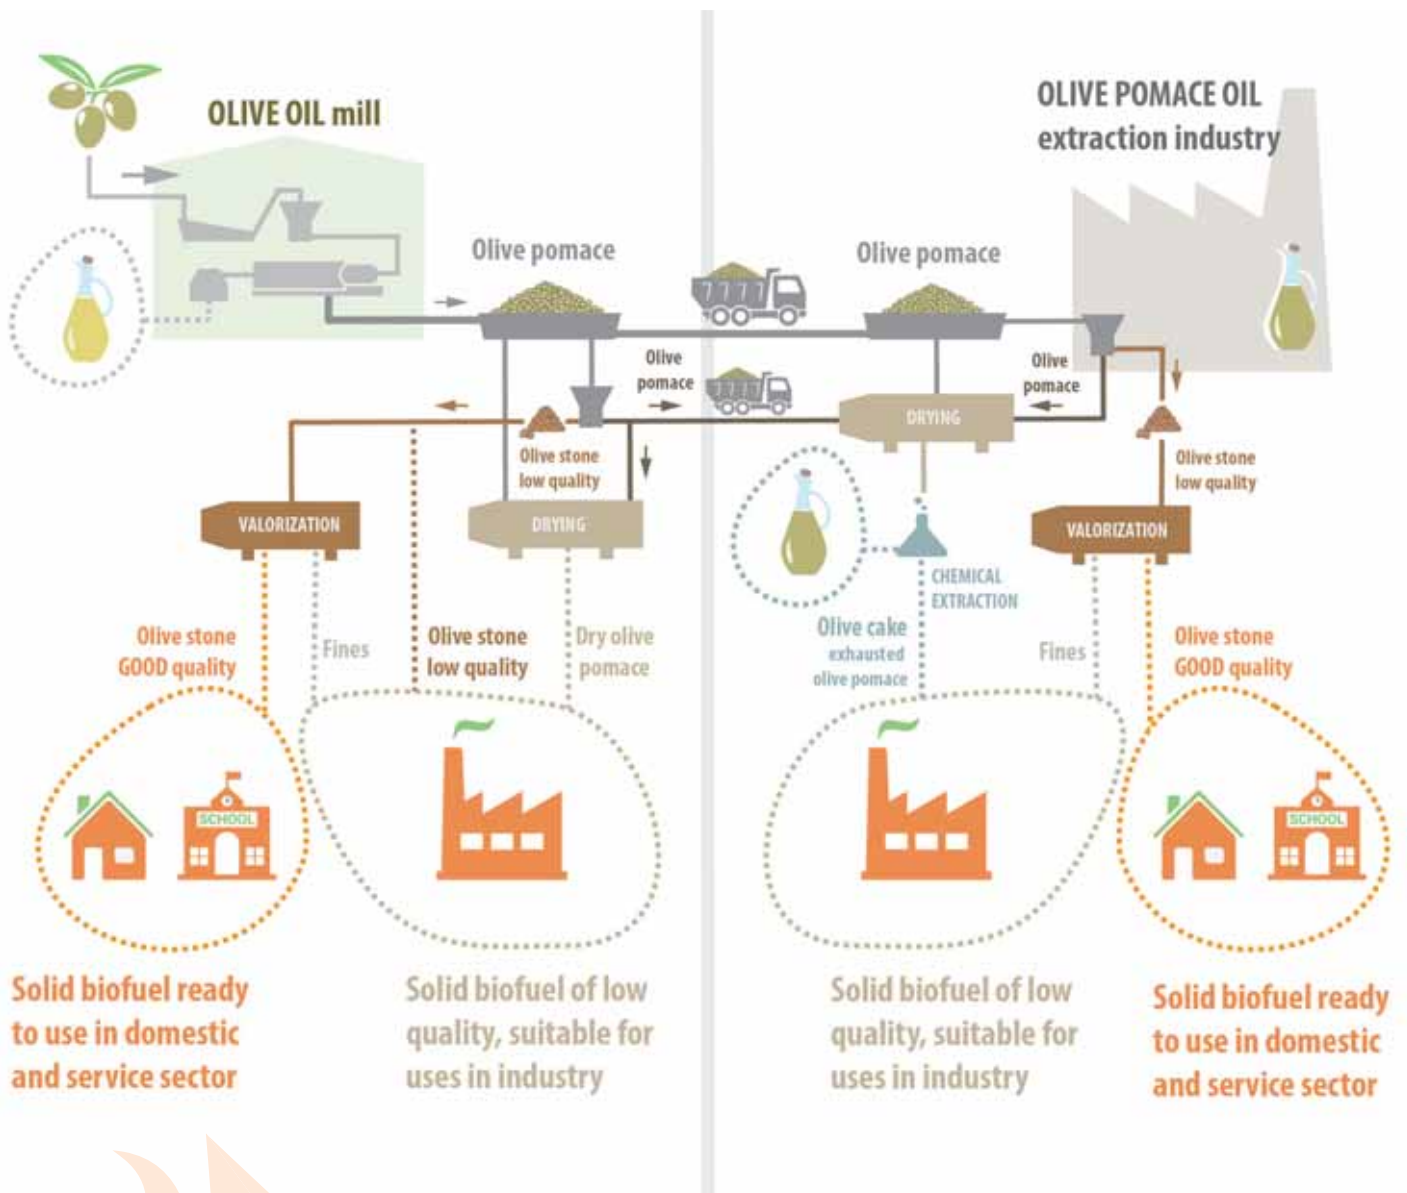 OLIVE OIL mill
OLIVE POMACE OIL
extraction industry
Olive pomace
Olive pomace
Olive
pomace
Olive
pomace
DRYING
Olive stone
low quality
Olive stone
low quality
VALORIZATION
DRYING
VALORIZATION
CHEMICAL
EXTRACTION
Olive stone
GOOD quality
Fines
Olive stone
low quality
Dry olive
pomace
Olive cake
exhausted
olive pomace
Fines
Olive stone
GOOD quality
SCHOOL
SCHOOL
Solid biofuel ready
to use in domestic
and service sector
Solid biofuel of low
quality, suitable for
uses in industry
Solid biofuel of low
quality, suitable for
uses in industry
Solid biofuel ready
to use in domestic
and service sector